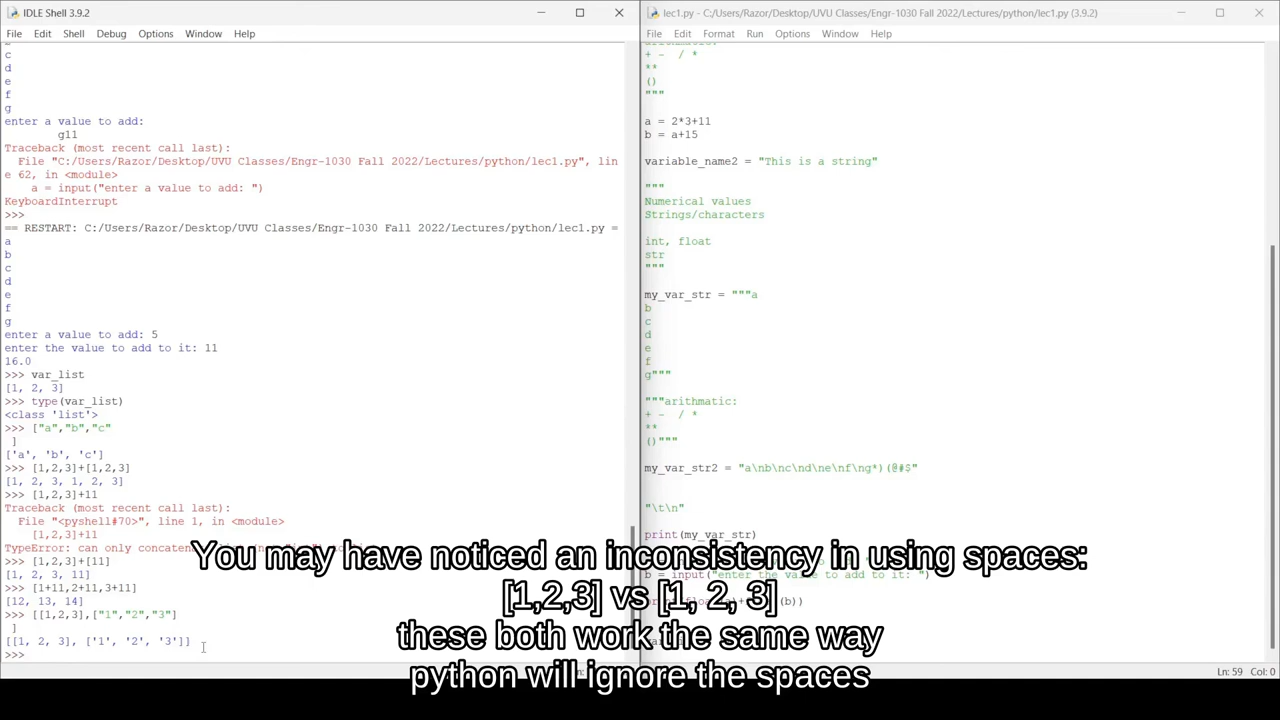 IDLE Shell 3.9.2
File Edit Shell Debug Options Window Help
c
d
e
f
g
enter a value to add:
g11
Traceback (most recent call last):
File "C:/Users/Razor/Desktop/UVU Classes/Engr-1030 Fall 2022/Lectures/python/lec1.py", lin
e 62, in <module>
a = input("enter a value to add: ")
KeyboardInterrupt
>>>
== RESTART: C:/Users/Razor/Desktop/UVU Classes/Engr-1030 Fall 2022/Lectures/python/lec1.py =
a
b
c
d
e
f
g
enter a value to add: 5
enter the value to add to it: 11
16.0
>>> var_list
[1, 2, 3]
>>> type(var_list)
<class 'list'>
>>> ["a","b","c"
]
['a', 'b', 'c']
>>> [1,2,3]+[1,2,3]
[1, 2, 3, 1, 2, 3]
>>> [1,2,3]+11
Traceback (most recent call last):
File "<pyshell#70>", line 1, in <module>
[1,2,3]+11
TypeError: can only concatena
>>> [1,2,3]+[11]
[1, 2, 3, 11]
>>> [1+11,2+11,3+11]
[12, 13, 14]
>>> [[1,2,3],["1","2","3"]
]
[[1, 2, 3], ['1', '2', '3']]
>>>
lec1.py - C:/Users/Razor/Desktop/UVU Classes/Engr-1030 Fall 2022/Lectures/python/lec1.py (3.9.2)
File Edit Format Run Options Window Help
+ - / *
**
()
"""
a = 2*3+11
b = a+15
variable_name2 = "This is a string"
"""
Numerical values
Strings/characters
int, float
str
"""
my_var_str = """a
b
c
d
e
f
g"""
"""arithmatic:
+ - / *
**
()"""
my_var_str2 = "a\nb\nc\nd\ne\nf\ng*)(@#$"
"\t\n"
print(my_var_str)
b = input("enter the value to add to it: ")
(b))
Ln: 59 Col: 0
You may have noticed an inconsistency in using spaces:
[1,2,3] vs [1, 2, 3]
these both work the same way
python will ignore the spaces